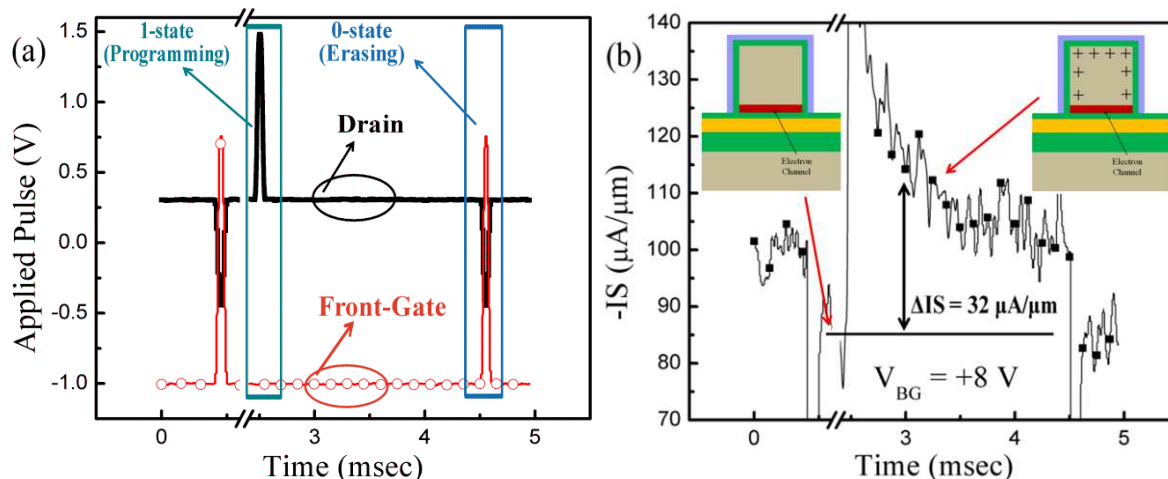 (a)
1.5
1.0
0.5
0.0
-0.5
-1.0
Applied Pulse (V)
1-state
(Programming)
0-state
(Erasing)
Drain
Front-Gate
0
3
4
5
Time (msec)
(b)
140
130
120
110
100
90
80
70
-IS (µA/µm)
Electron
Channel
+ + + +
+ +
+ +
Electron
Channel
ΔIS = 32 µA/µm
VBG = +8 V
0
3
4
5
Time (msec)